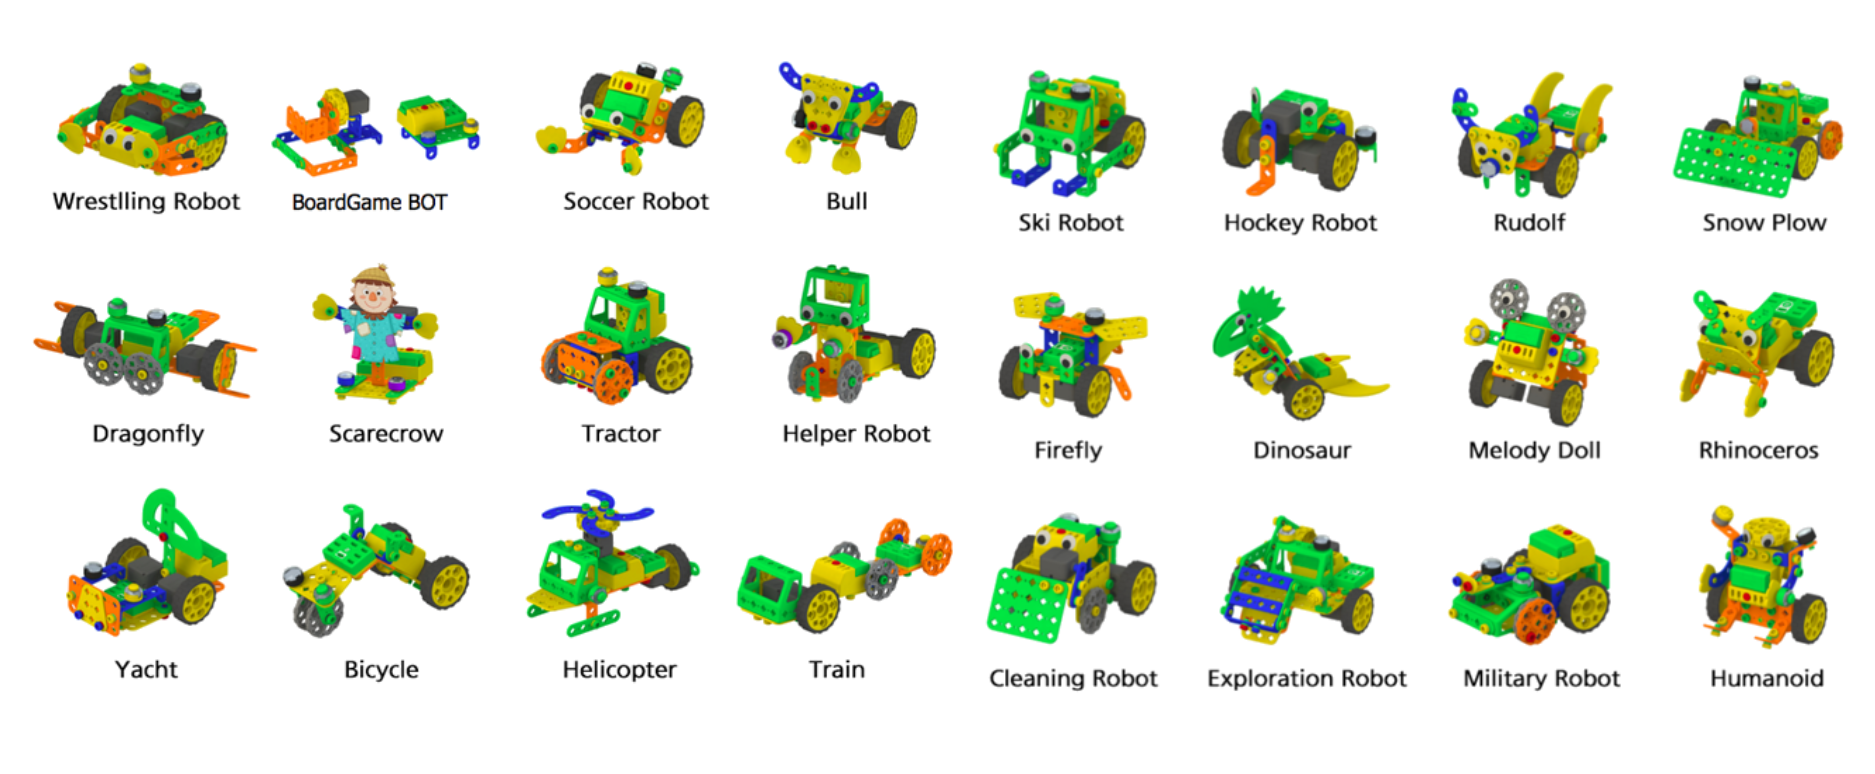 Wrestlling Robot
BoardGame BOT
Soccer Robot
Bull
Ski Robot
Hockey Robot
Rudolf
Snow Plow
Dragonfly
Scarecrow
Tractor
Helper Robot
Firefly
Dinosaur
Melody Doll
Rhinoceros
Yacht
Bicycle
Helicopter
Train
Cleaning Robot
Exploration Robot
Military Robot
Humanoid